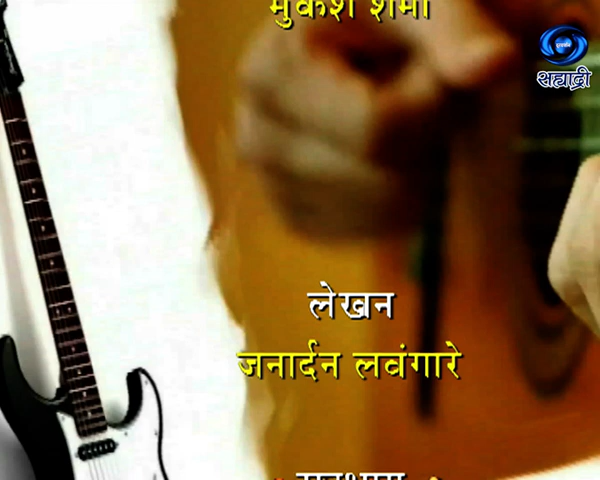 मुकेश शर्मा
सह्याद्री
लेखन
जनार्दन लवंगारे